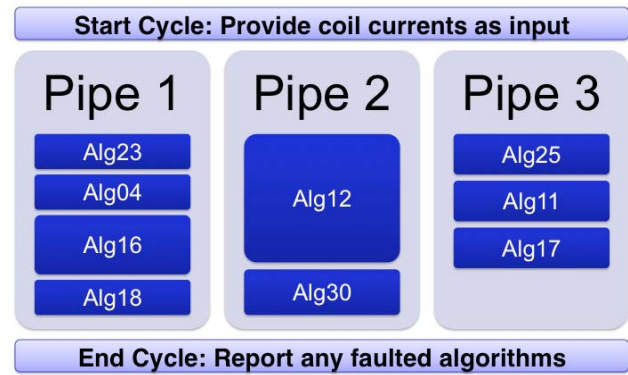 Start Cycle: Provide coil currents as input
Pipe 1
Alg23
Alg04
Alg16
Alg18
Pipe 2
Alg12
Alg30
Pipe 3
Alg25
Alg11
Alg17
End Cycle: Report any faulted algorithms